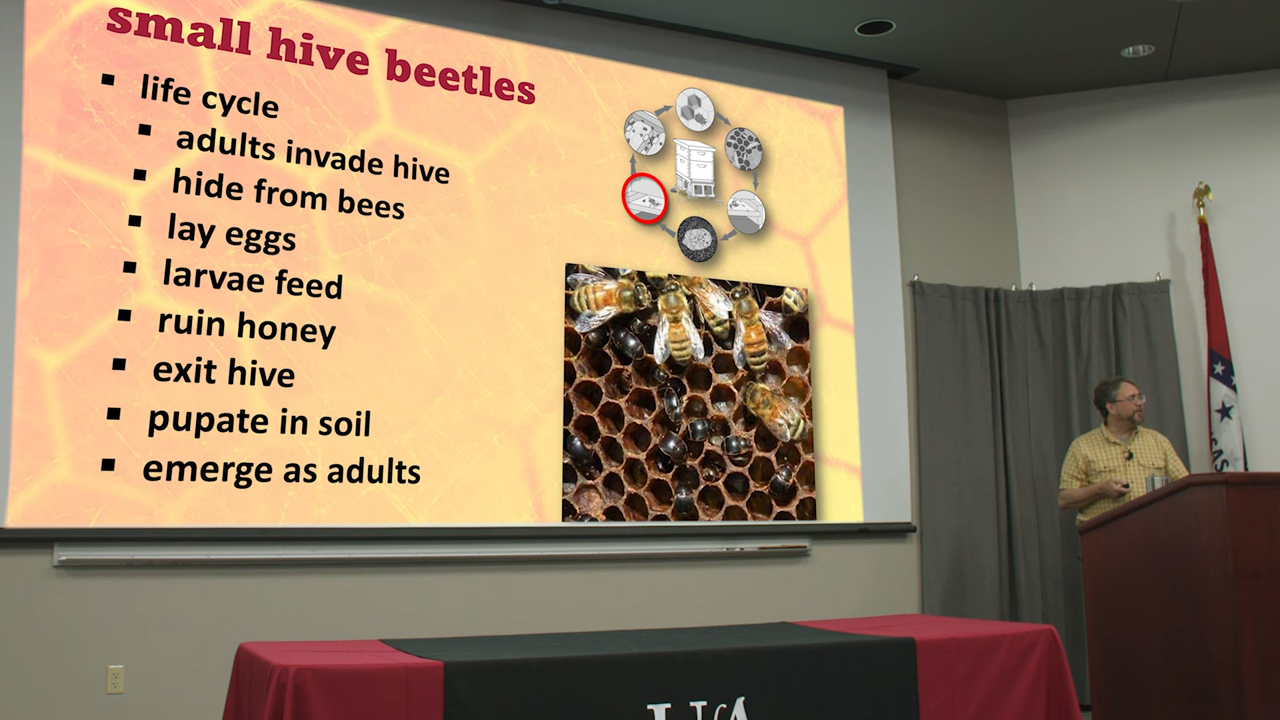 small hive beetles
▪ life cycle
▪ adults invade hive
▪ hide from bees
▪ lay eggs
▪ larvae feed
▪ ruin honey
▪ exit hive
▪ pupate in soil
▪ emerge as adults
SAS